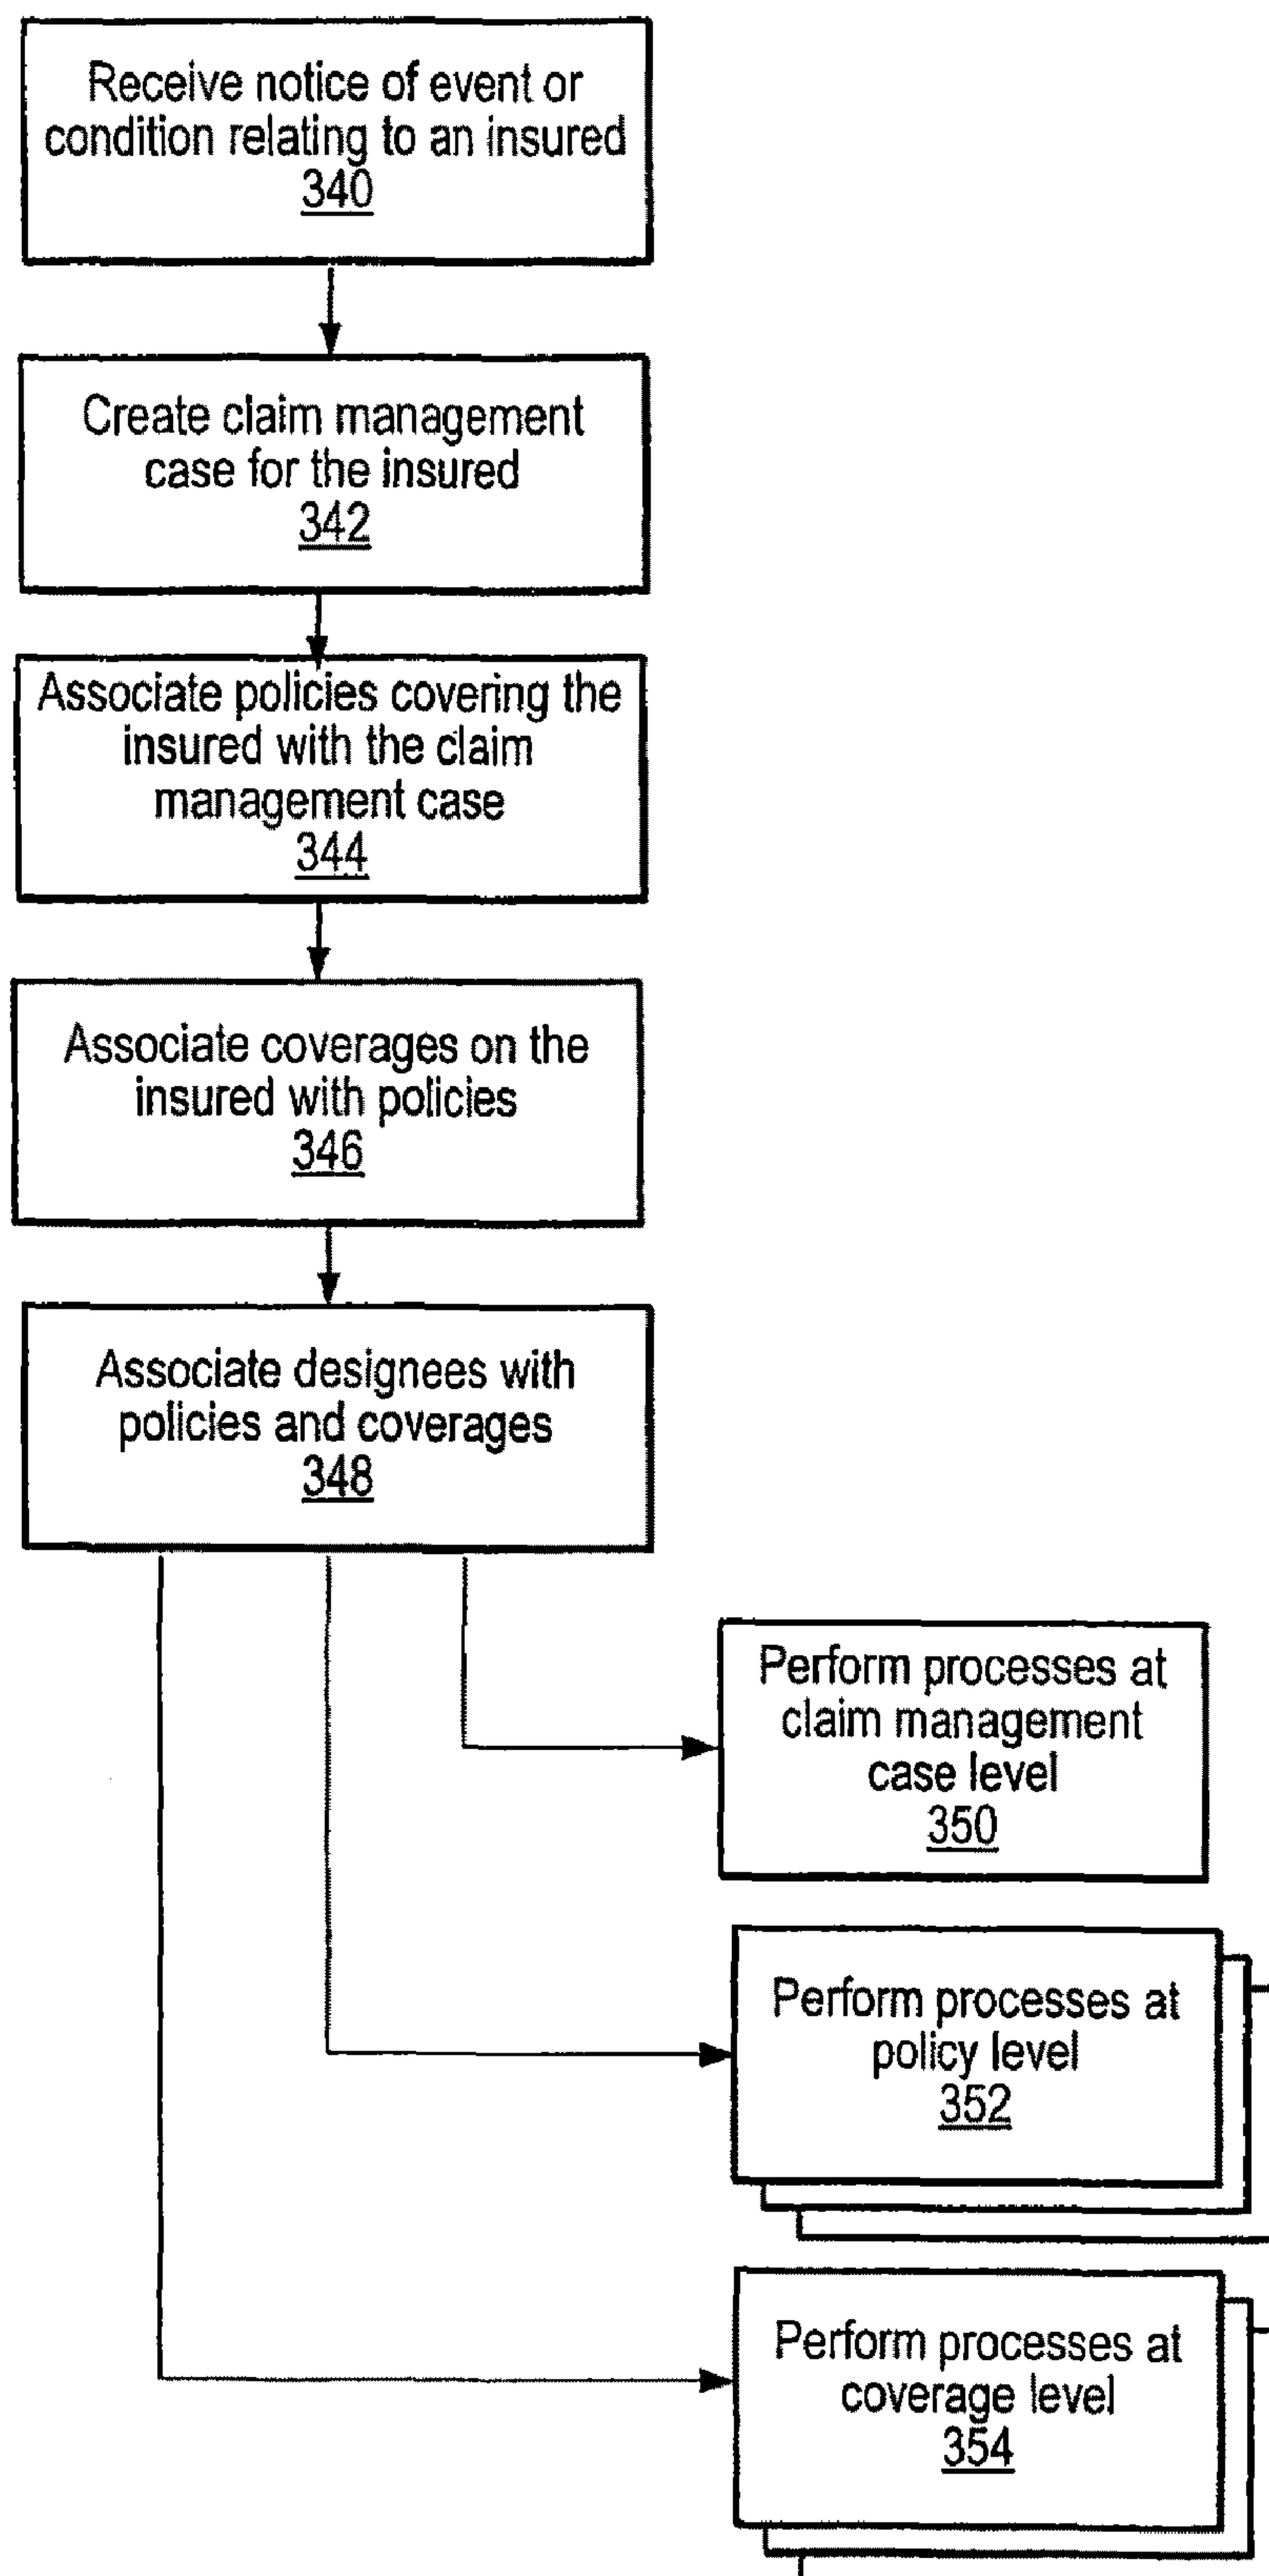 Receive notice of event or
condition relating to an insured
340
Create claim management
case for the insured
342
Associate policies covering the
insured with the claim
management case
344
Associate coverages on the
insured with policies
346
Associate designees with
policies and coverages
348
Perform processes at
claim management
case level
350
Perform processes at
policy level
352
Perform processes at
coverage level
354